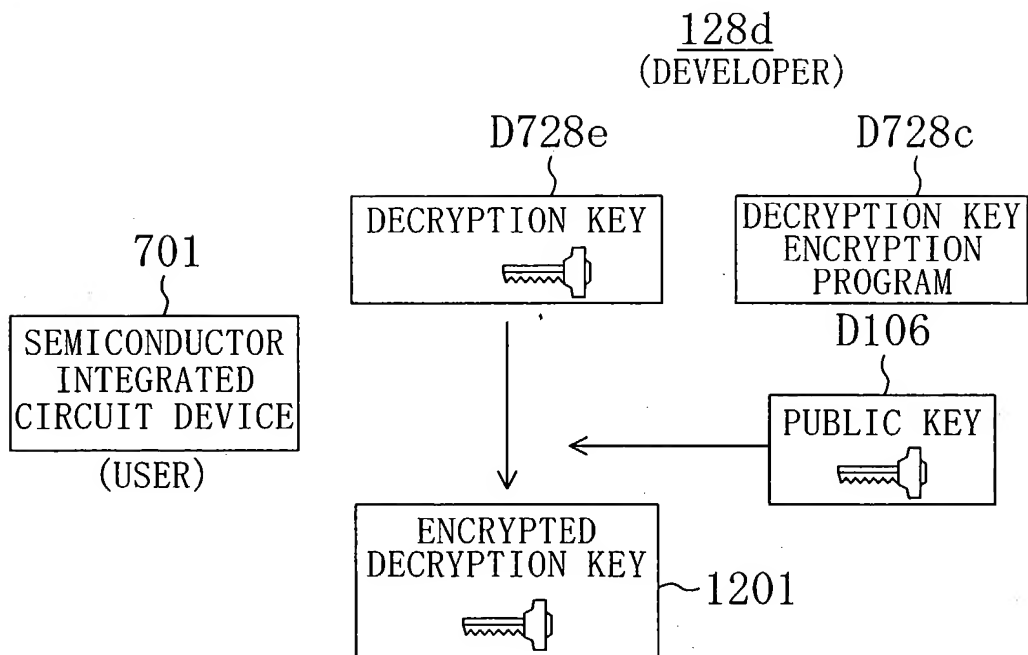 128d
(DEVELOPER)
D728e
D728c
DECRYPTION KEY
DECRYPTION KEY
ENCRYPTION
PROGRAM
701
SEMICONDUCTOR
INTEGRATED
CIRCUIT DEVICE
(USER)
D106
PUBLIC KEY
ENCRYPTED
DECRYPTION KEY
1201